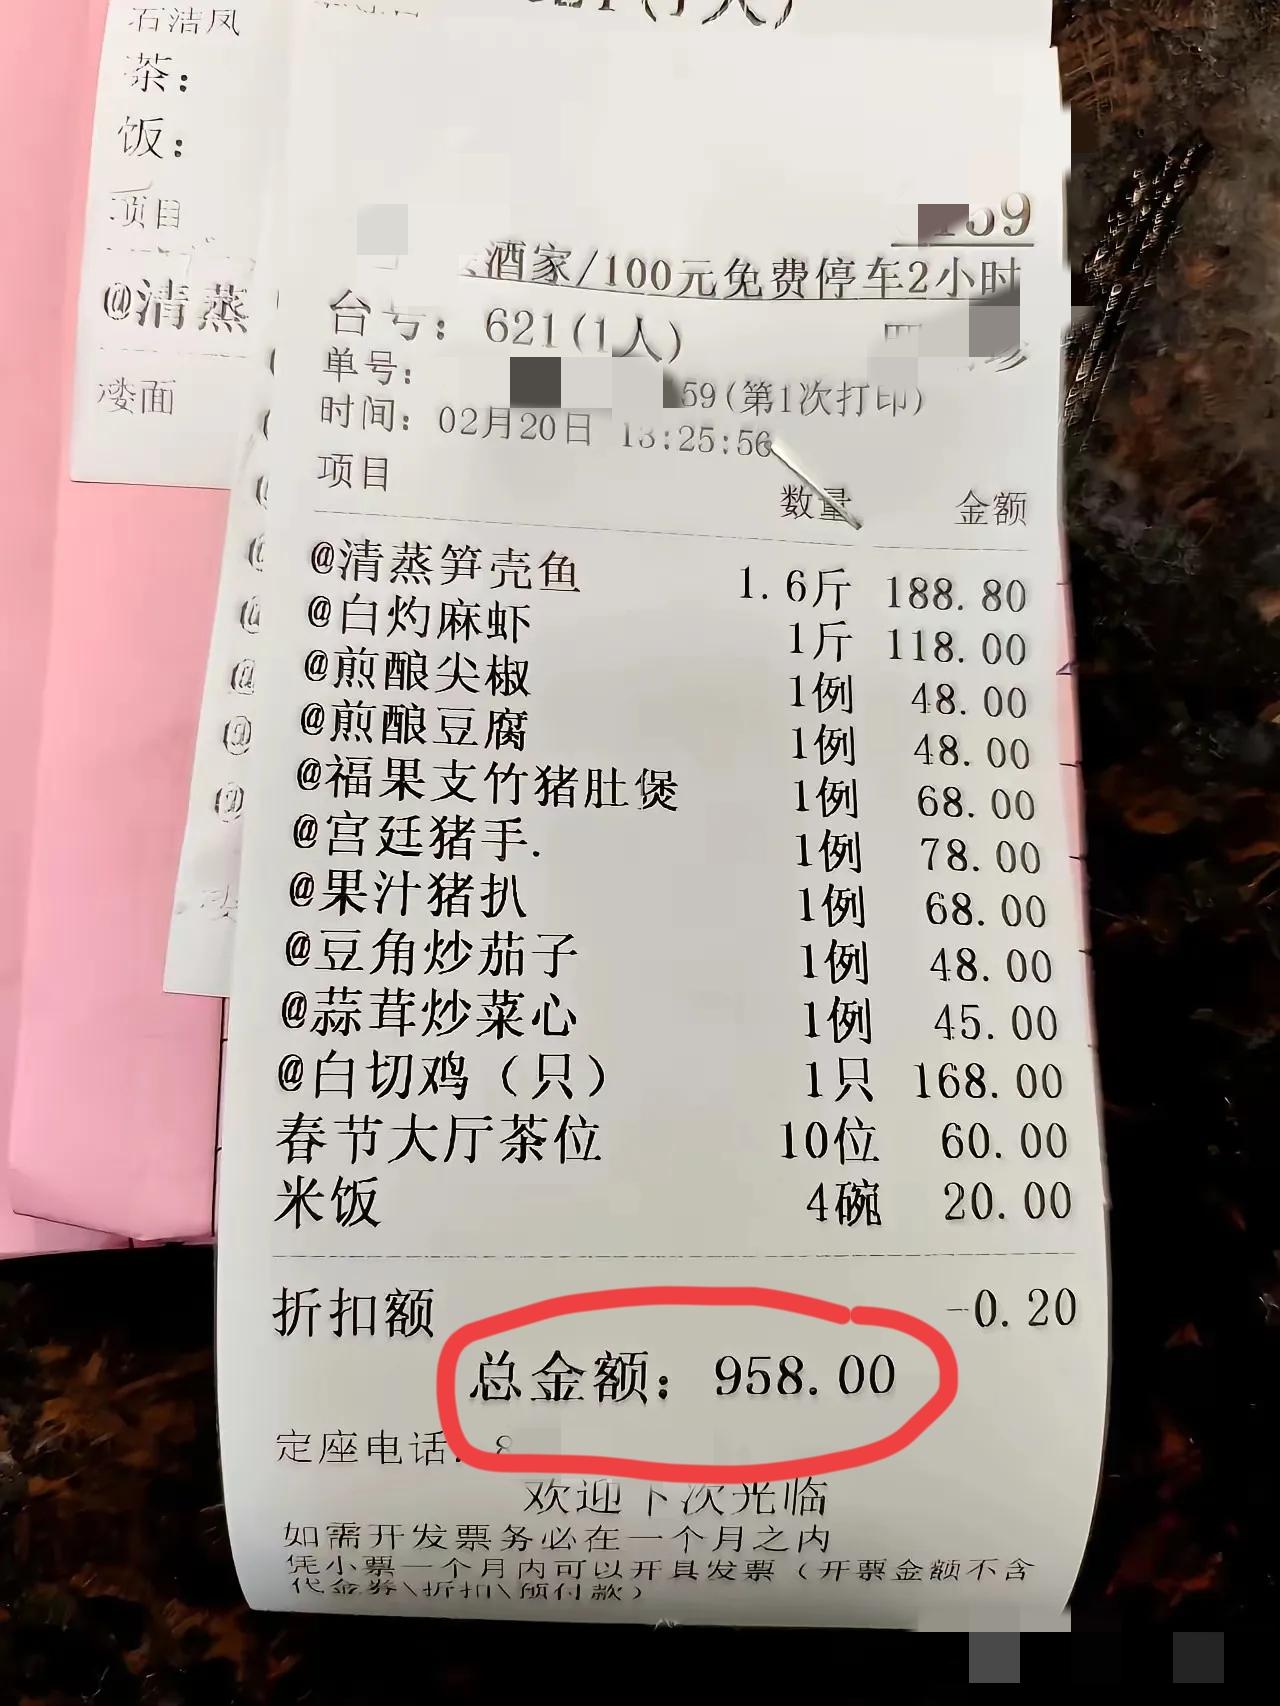 石洁凤
茶：
饭：
项目
@清蒸
楼面
59
酒家/100元免费停车2小时
台号：621(1人)
单号：
59(第1次打印)
时间：02月20日 13:25:56
项目 数量 金额
@清蒸笋壳鱼 1.6斤 188.80
@白灼麻虾 1斤 118.00
@煎酿尖椒 1例 48.00
@煎酿豆腐 1例 48.00
@福果支竹猪肚煲 1例 68.00
@宫廷猪手. 1例 78.00
@果汁猪扒 1例 68.00
@豆角炒茄子 1例 48.00
@蒜茸炒菜心 1例 45.00
@白切鸡（只） 1只 168.00
春节大厅茶位 10位 60.00
米饭 4碗 20.00
折扣额 -0.20
总金额：958.00
定座电话：8
欢迎下次光临
如需开发票务必在一个月之内
凭小票一个月内可以开具发票（开票金额不含
代金券\折扣\预付款）